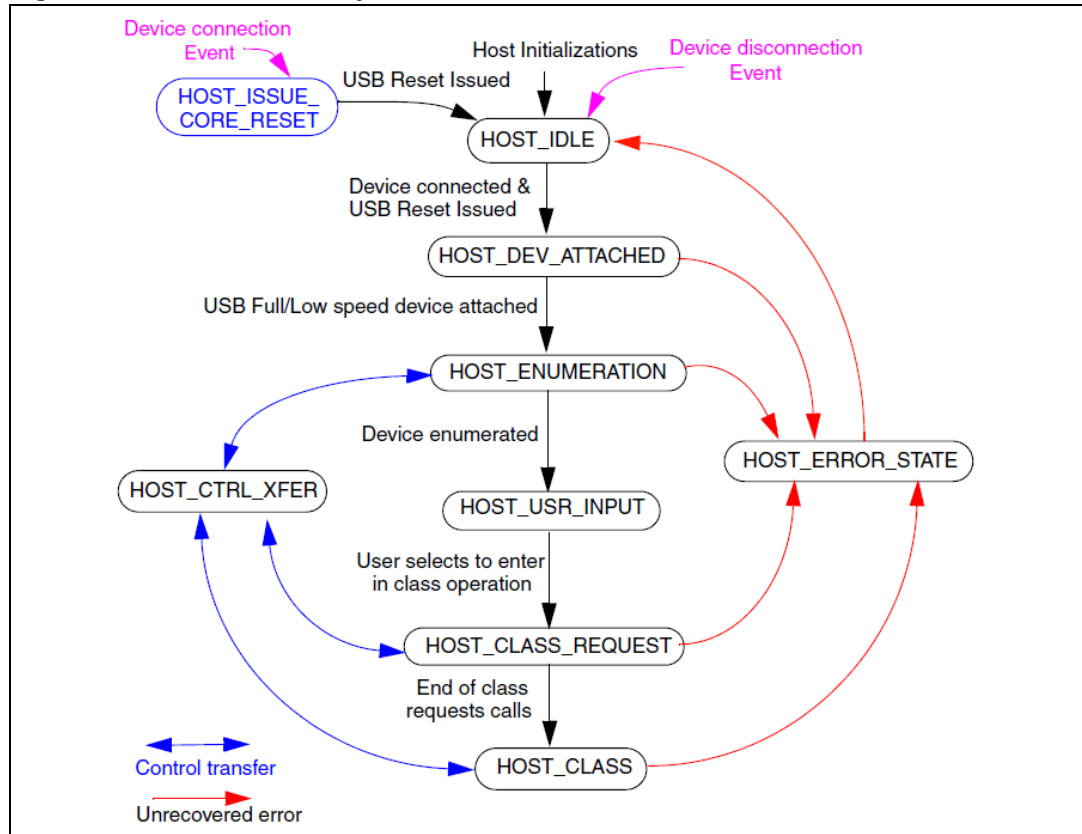 Device connection
Event
Host Initializations
Device disconnection
Event
USB Reset Issued
HOST_ISSUE_
CORE_RESET
HOST_IDLE
Device connected &
USB Reset Issued
HOST_DEV_ATTACHED
USB Full/Low speed device attached
HOST_ENUMERATION
Device enumerated
HOST_ERROR_STATE
HOST_CTRL_XFER
HOST_USR_INPUT
User selects to enter
in class operation
HOST_CLASS_REQUEST
End of class
requests calls
HOST_CLASS
Control transfer
Unrecovered error